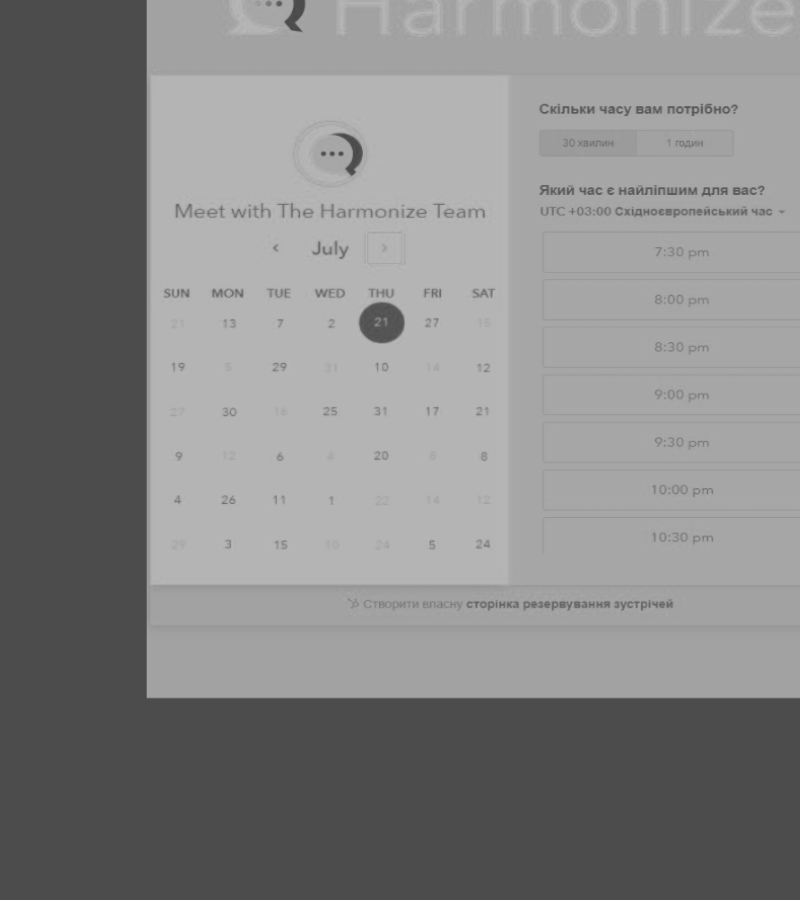 Harmonize
Meet with The Harmonize Team
July
SUN MON TUE WED THU FRI SAT
21 13 7 2 21 27 15
19 5 29 31 10 14 12
27 30 16 25 31 17 21
9 12 6 4 20 6 8
4 26 11 1 22 14 12
29 3 15 10 24 5 24
Скільки часу вам потрібно?
30 хвилин 1 годин
Який час є найліпшим для вас?
UTC +03:00 Східноєвропейський час
7:30 pm
8:00 pm
8:30 pm
9:00 pm
9:30 pm
10:00 pm
10:30 pm
Створити власну сторінка резервування зустрічей